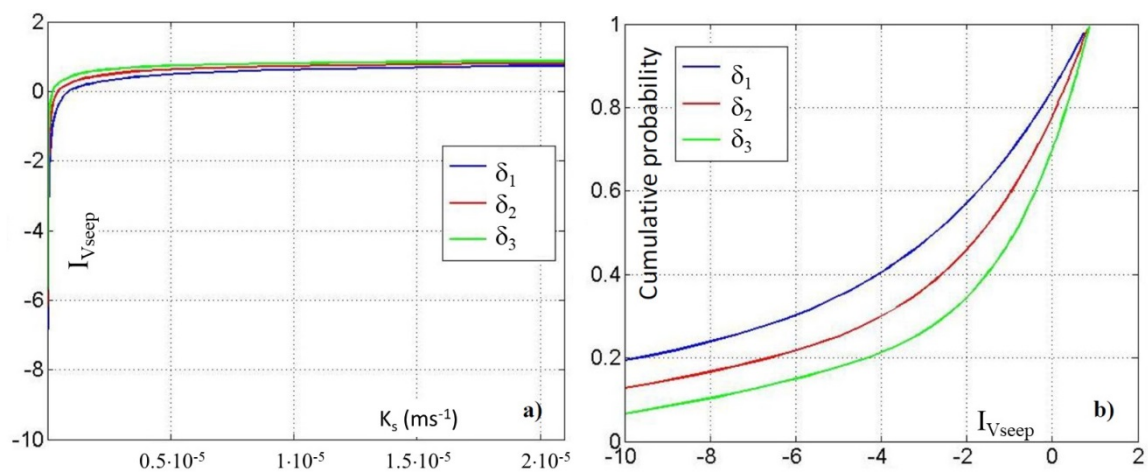 2
0
-2
-4
-6
-8
-10
I_Vseep
δ₁
δ₂
δ₃
K_s (ms⁻¹)
a)
0.5·10⁻⁵
1·10⁻⁵
1.5·10⁻⁵
2·10⁻⁵
1
0.8
0.6
0.4
0.2
0
Cumulative probability
δ₁
δ₂
δ₃
I_Vseep
b)
-10
-8
-6
-4
-2
0
2